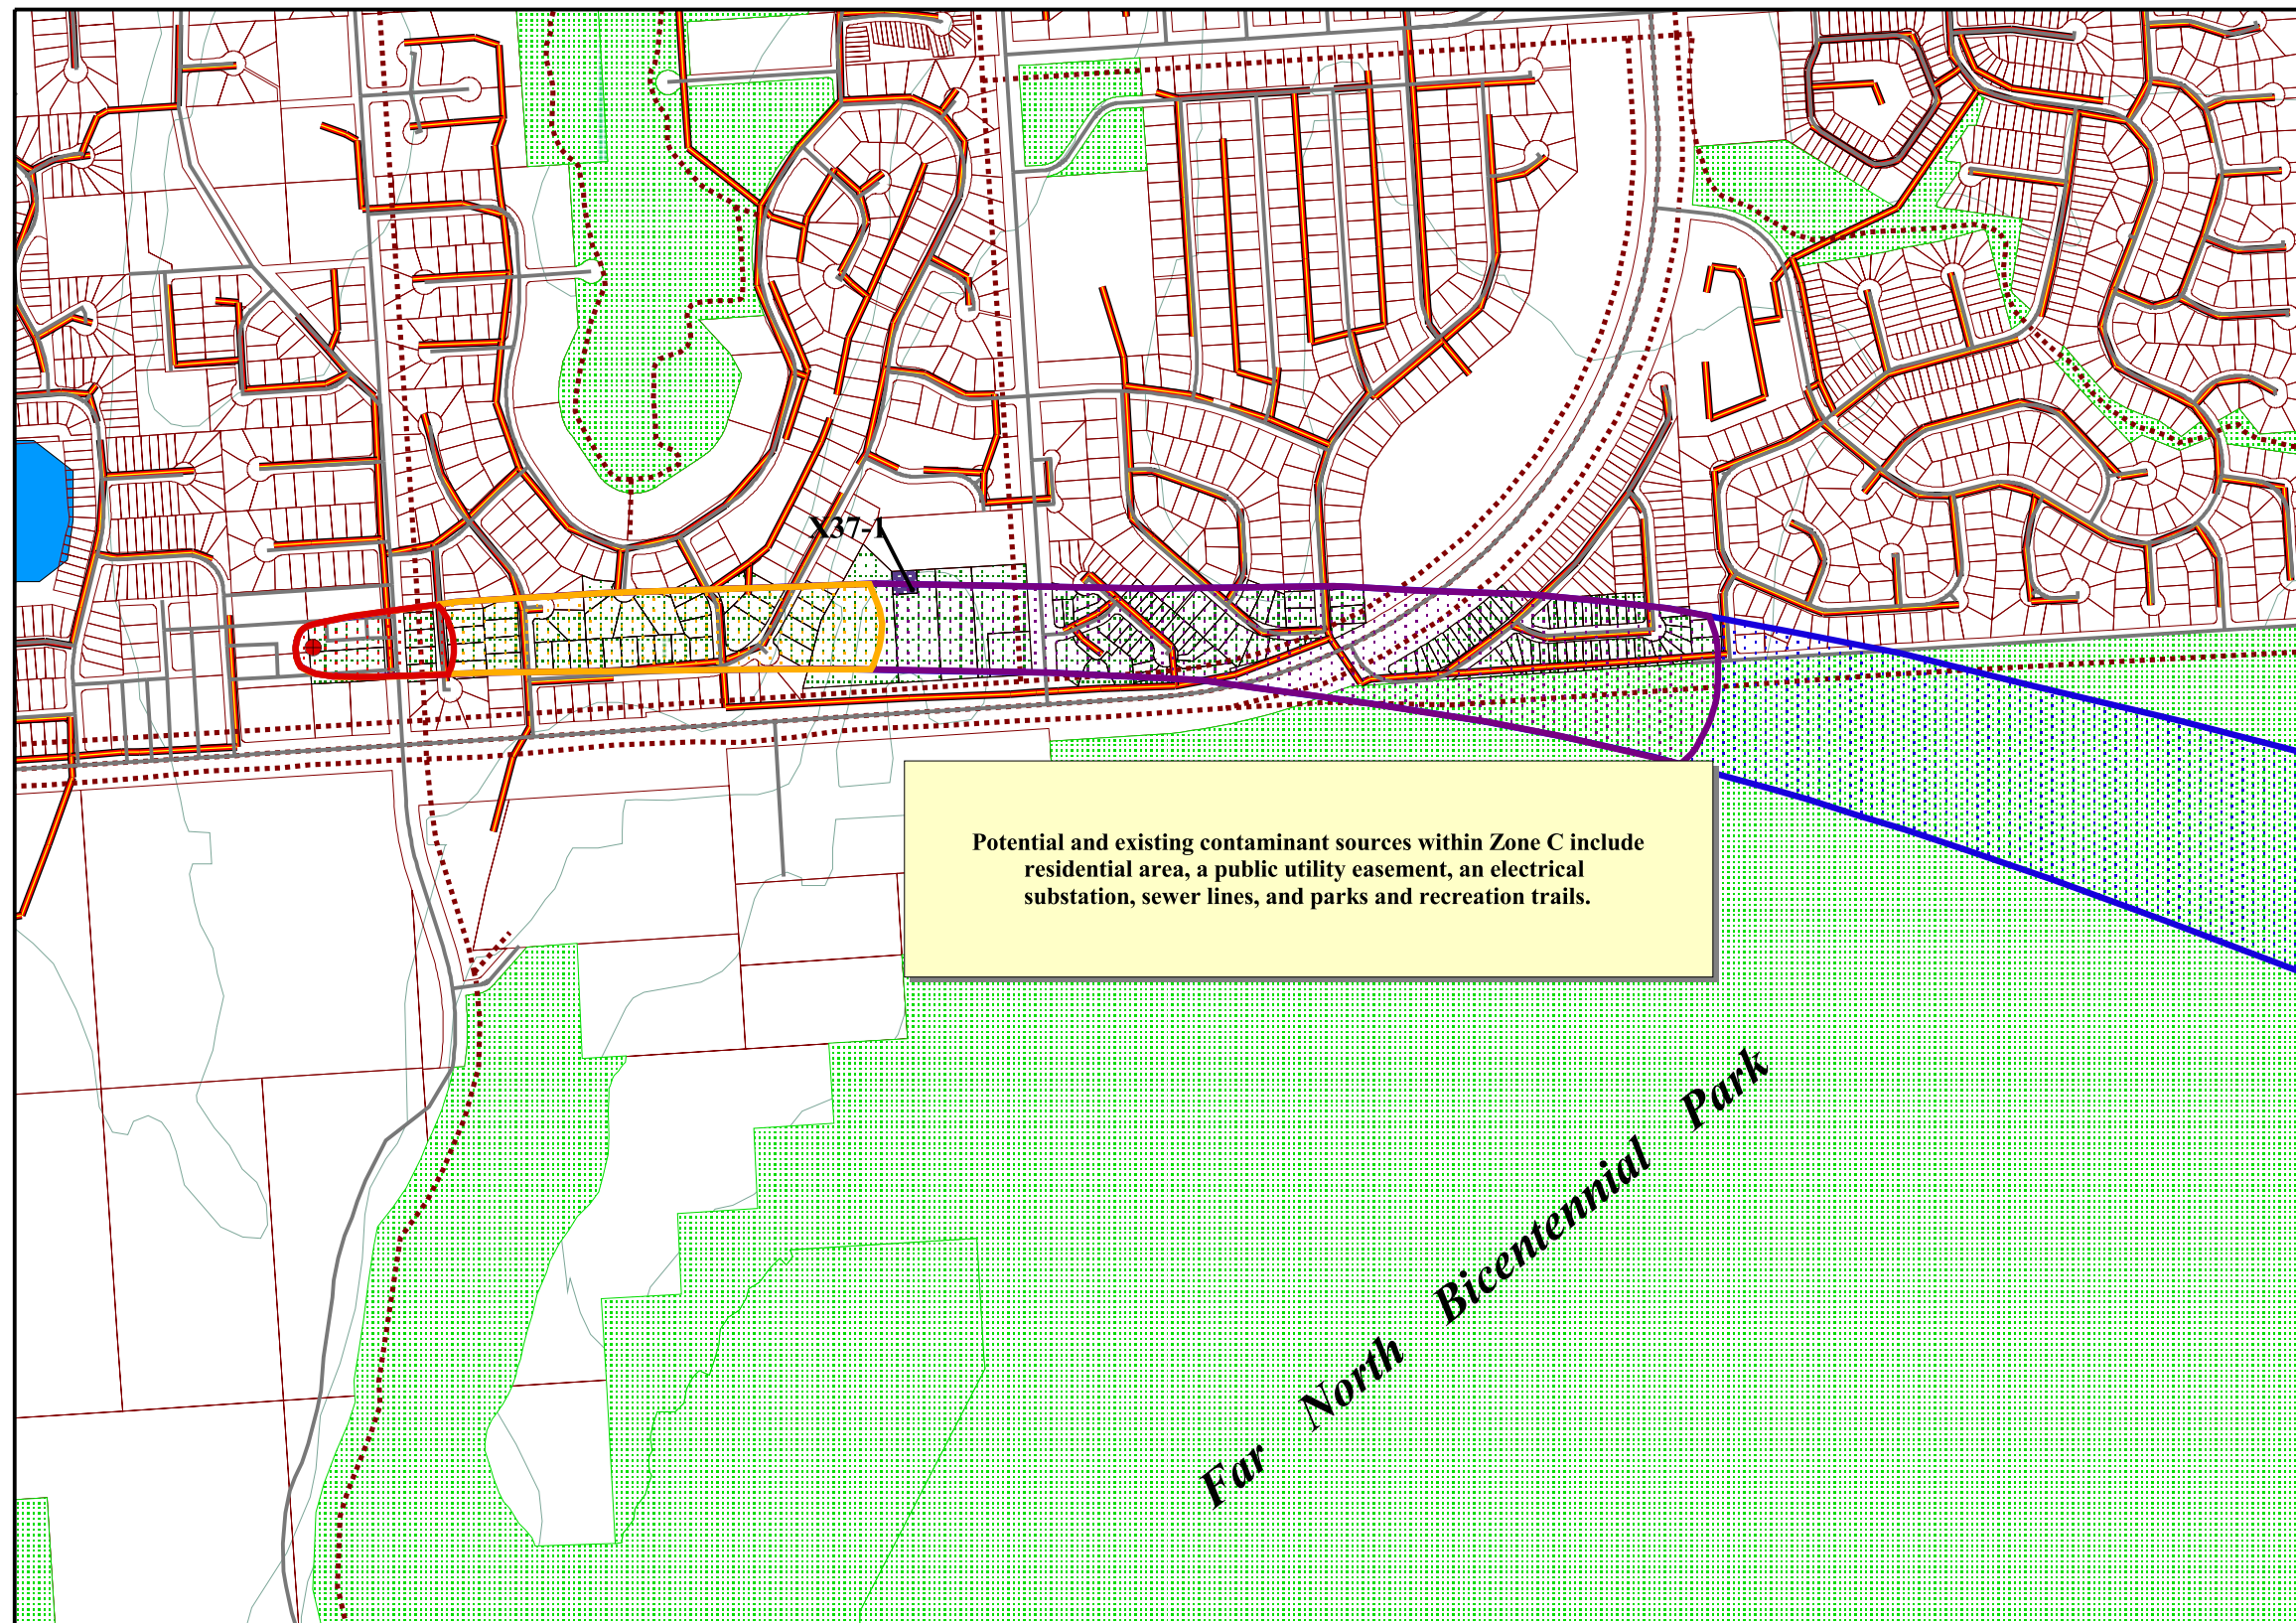 X37-1
Potential and existing contaminant sources within Zone C include
residential area, a public utility easement, an electrical
substation, sewer lines, and parks and recreation trails.
Far North Bicentennial Park